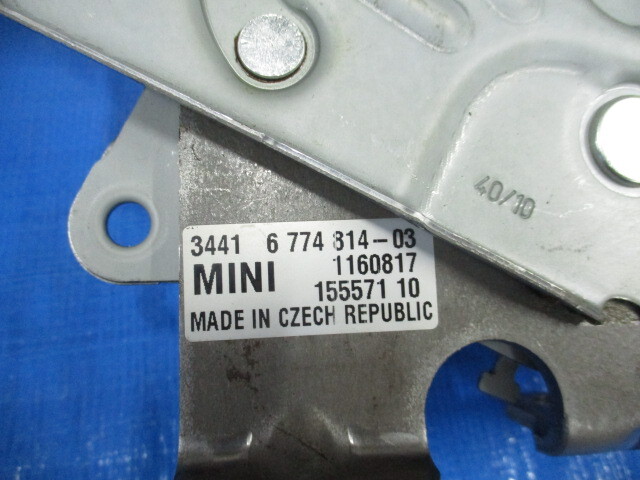 40/10
3441 6 774 814-03
MINI 1160817
155571 10
MADE IN CZECH REPUBLIC